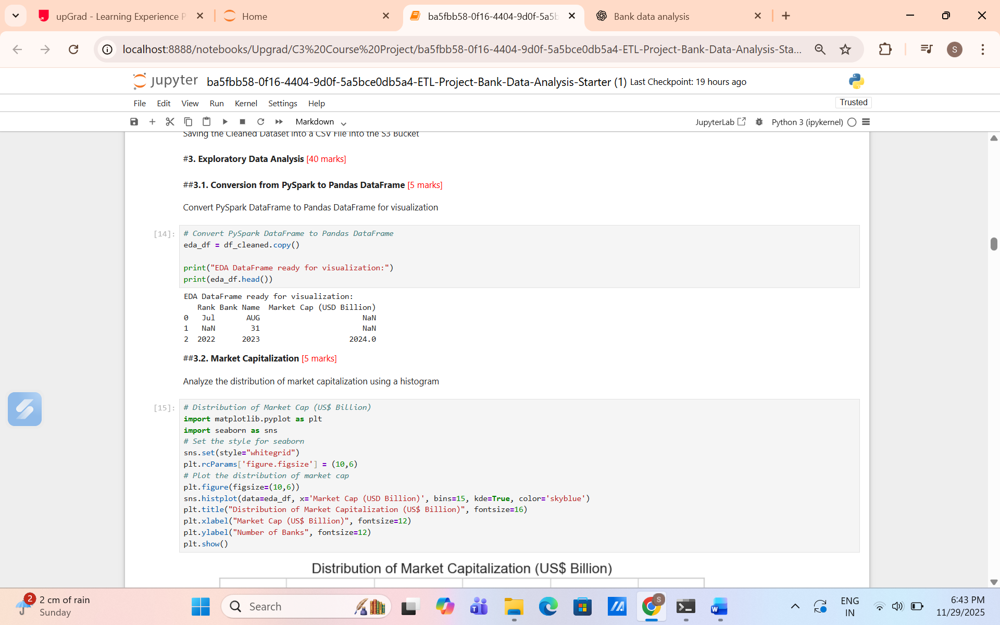 upGrad - Learning Experience P
Home
ba5fbb58-0f16-4404-9d0f-5a5b
Bank data analysis
localhost:8888/notebooks/Upgrad/C3%20Course%20Project/ba5fbb58-0f16-4404-9d0f-5a5bce0db5a4-ETL-Project-Bank-Data-Analysis-Sta...
S
jupyter ba5fbb58-0f16-4404-9d0f-5a5bce0db5a4-ETL-Project-Bank-Data-Analysis-Starter (1) Last Checkpoint: 19 hours ago
File Edit View Run Kernel Settings Help
Trusted
Markdown
JupyterLab
Python 3 (ipykernel)
Saving the Cleaned Dataset into a CSV File into the S3 Bucket
#3. Exploratory Data Analysis [40 marks]
##3.1. Conversion from PySpark to Pandas DataFrame [5 marks]
Convert PySpark DataFrame to Pandas DataFrame for visualization
[14]: # Convert PySpark DataFrame to Pandas DataFrame
eda_df = df_cleaned.copy()
print("EDA DataFrame ready for visualization:")
print(eda_df.head())
EDA DataFrame ready for visualization:
Rank Bank Name Market Cap (USD Billion)
0 Jul AUG NaN
1 NaN 31 NaN
2 2022 2023 2024.0
##3.2. Market Capitalization [5 marks]
Analyze the distribution of market capitalization using a histogram
[15]: # Distribution of Market Cap (US$ Billion)
import matplotlib.pyplot as plt
import seaborn as sns
# Set the style for seaborn
sns.set(style="whitegrid")
plt.rcParams['figure.figsize'] = (10,6)
# Plot the distribution of market cap
plt.figure(figsize=(10,6))
sns.histplot(data=eda_df, x='Market Cap (USD Billion)', bins=15, kde=True, color='skyblue')
plt.title("Distribution of Market Capitalization (US$ Billion)", fontsize=16)
plt.xlabel("Market Cap (US$ Billion)", fontsize=12)
plt.ylabel("Number of Banks", fontsize=12)
plt.show()
Distribution of Market Capitalization (US$ Billion)
2
2 cm of rain
Sunday
Search
S
ENG
IN
6:43 PM
11/29/2025